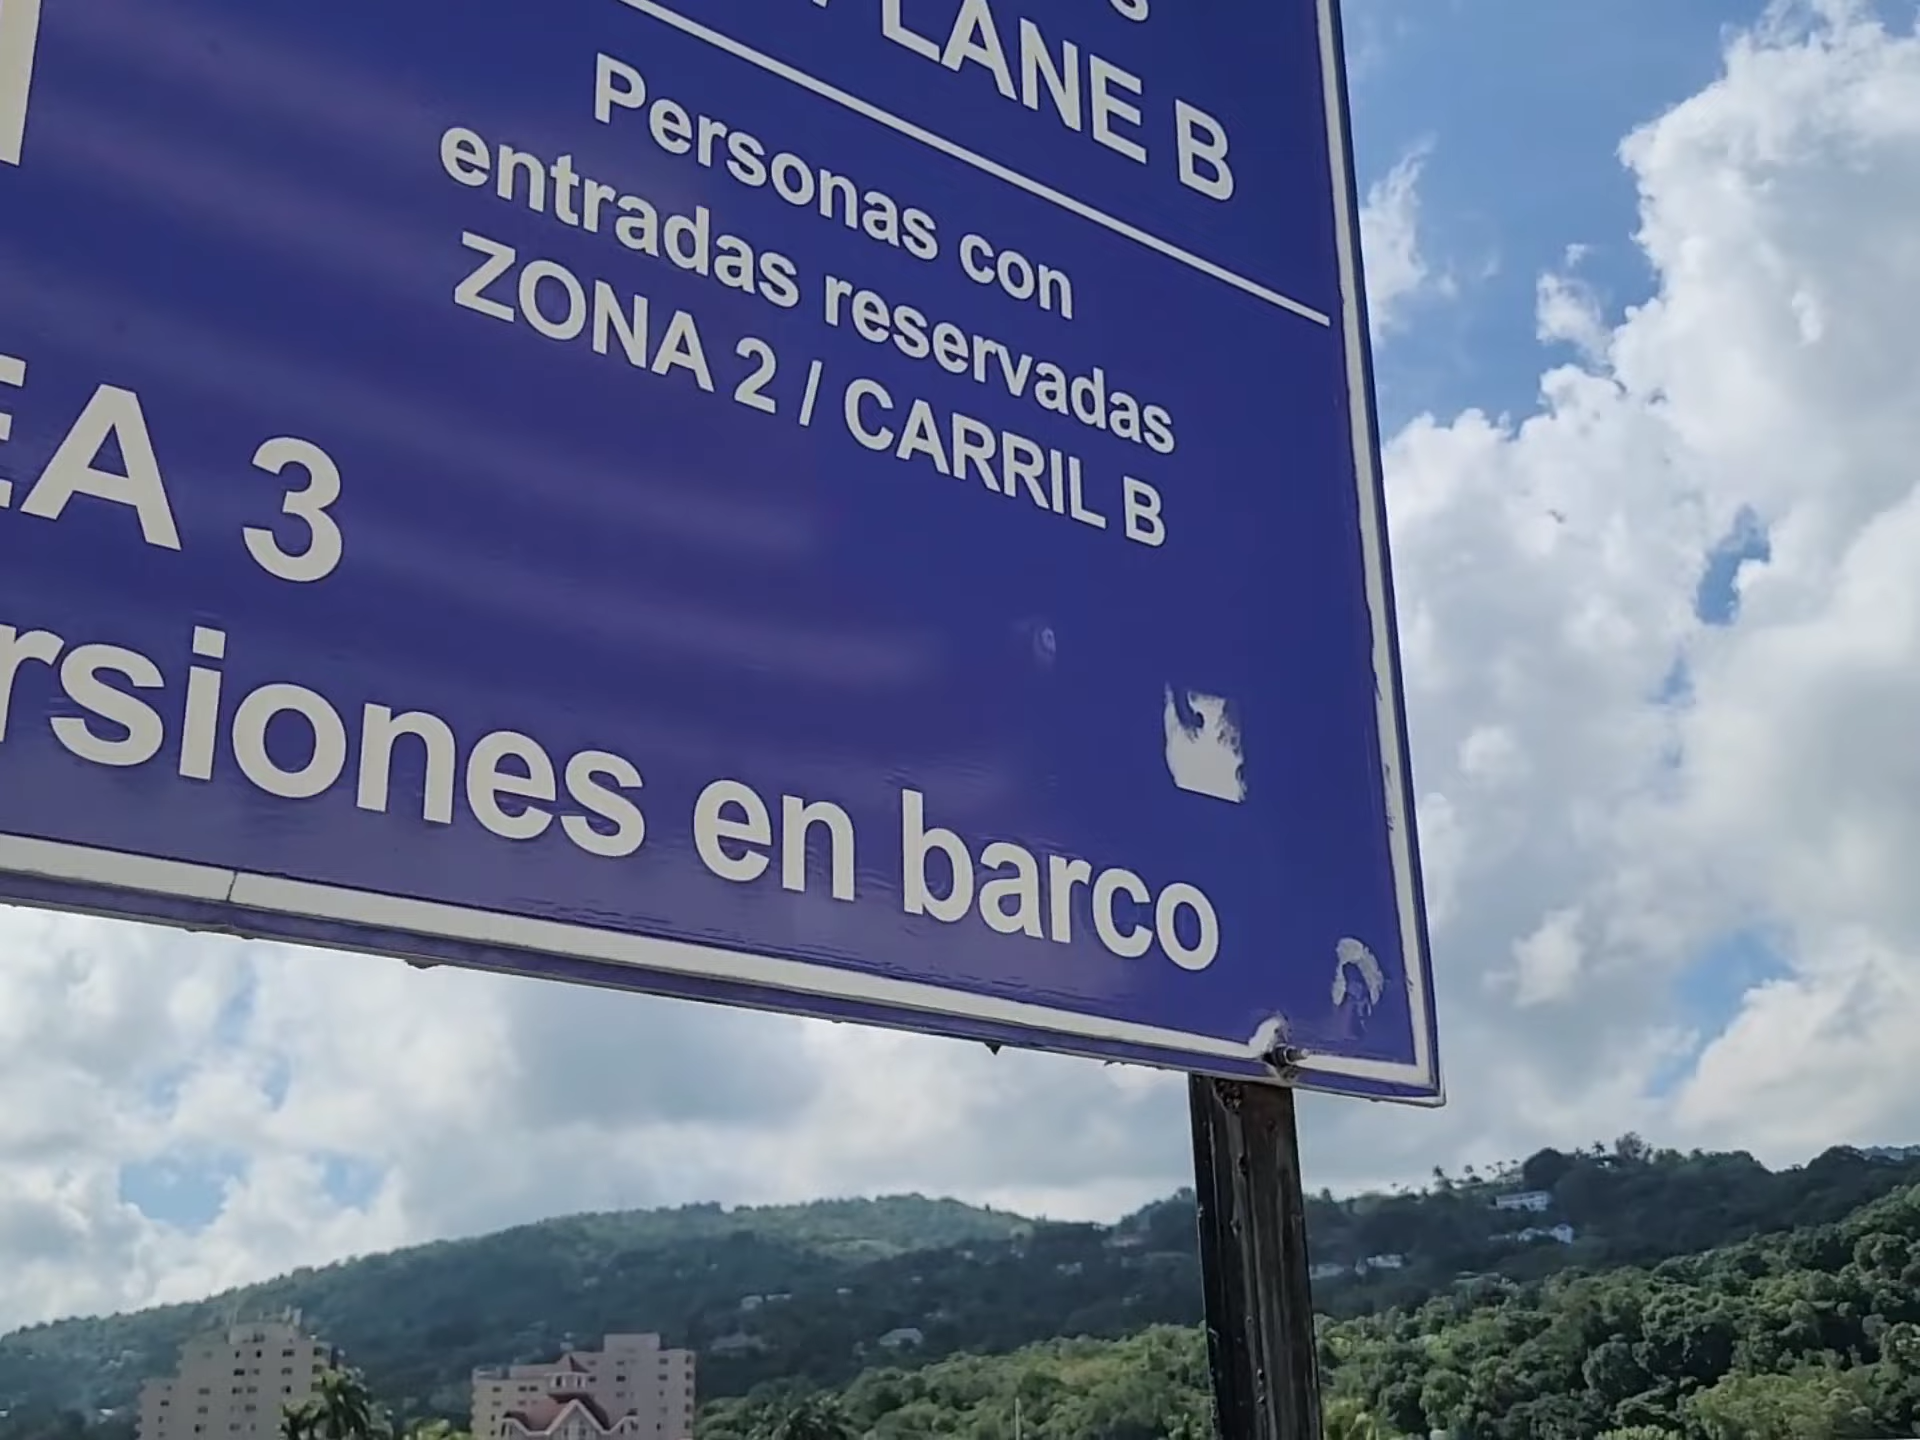 LANE B
Personas con
entradas reservadas
ZONA 2 / CARRIL B
EA 3
rsiones en barco